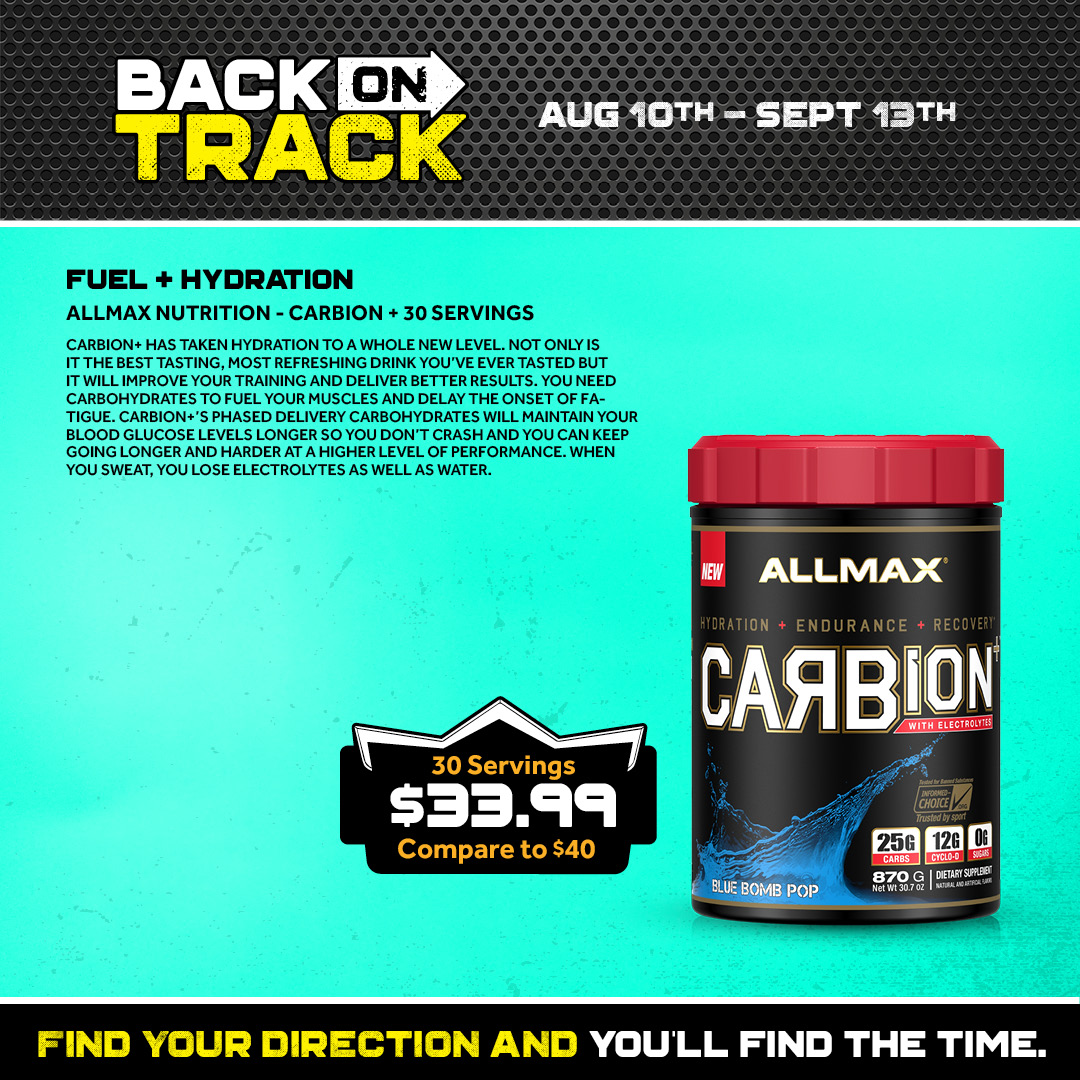 BACK ON
TRACK
AUG 10TH – SEPT 13TH
FUEL + HYDRATION
ALLMAX NUTRITION - CARBION + 30 SERVINGS
CARBION+ HAS TAKEN HYDRATION TO A WHOLE NEW LEVEL. NOT ONLY IS
IT THE BEST TASTING, MOST REFRESHING DRINK YOU'VE EVER TASTED BUT
IT WILL IMPROVE YOUR TRAINING AND DELIVER BETTER RESULTS. YOU NEED
CARBOHYDRATES TO FUEL YOUR MUSCLES AND DELAY THE ONSET OF FA-
TIGUE. CARBION+'S PHASED DELIVERY CARBOHYDRATES WILL MAINTAIN YOUR
BLOOD GLUCOSE LEVELS LONGER SO YOU DON'T CRASH AND YOU CAN KEEP
GOING LONGER AND HARDER AT A HIGHER LEVEL OF PERFORMANCE. WHEN
YOU SWEAT, YOU LOSE ELECTROLYTES AS WELL AS WATER.
NEW
ALLMAX®
HYDRATION + ENDURANCE + RECOVERY
CARBION+
WITH ELECTROLYTES
Tested for Banned Substances
INFORMED-
CHOICE
Trusted by sport
25G
CARBS
12G
CYCLO-D
0G
SUGARS
870 G
Net Wt 30.7 oz
DIETARY SUPPLEMENT
NATURAL AND ARTIFICIAL FLAVORS
BLUE BOMB POP
30 Servings
$33.99
Compare to $40
FIND YOUR DIRECTION AND YOU'LL FIND THE TIME.